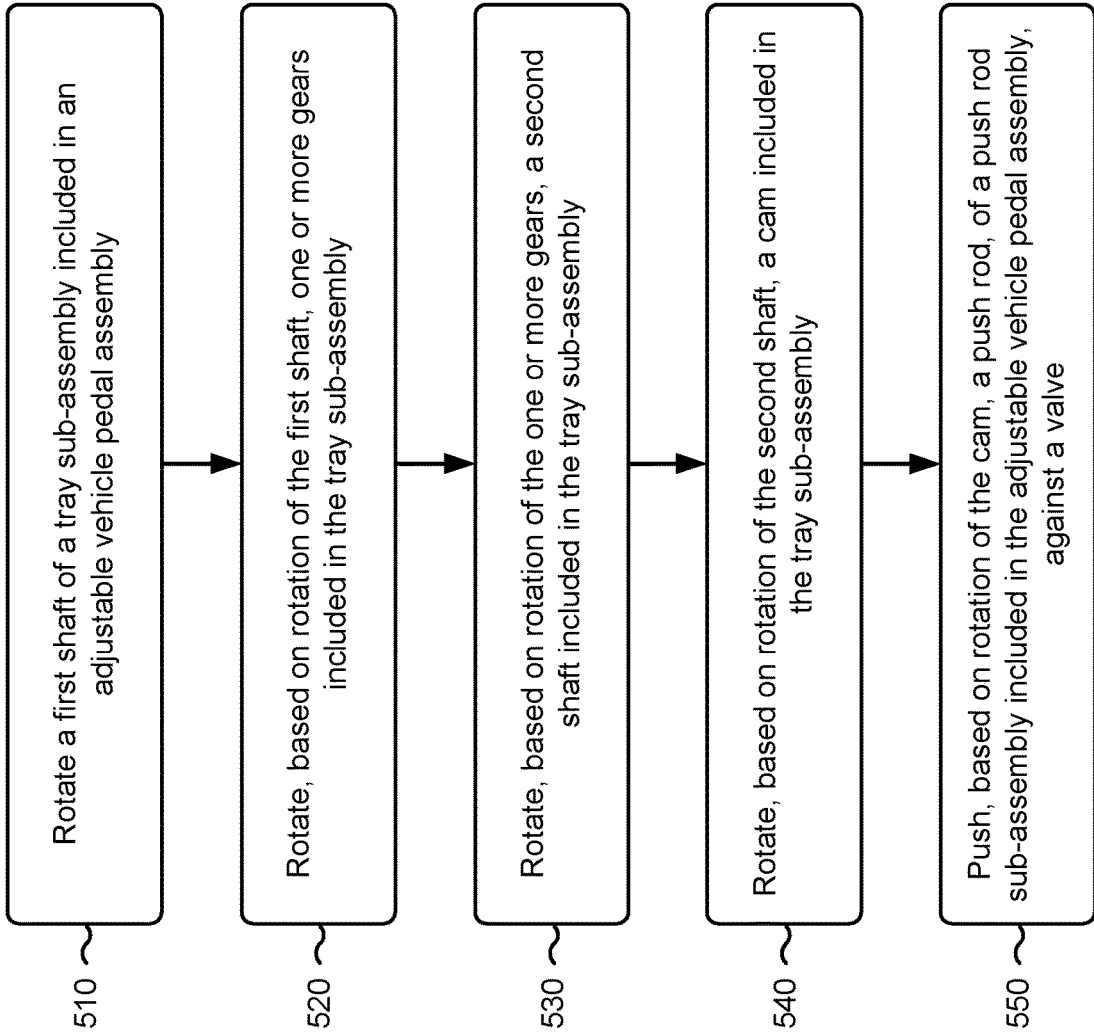 510
Rotate a first shaft of a tray sub-assembly included in an
adjustable vehicle pedal assembly
520
Rotate, based on rotation of the first shaft, one or more gears
included in the tray sub-assembly
530
Rotate, based on rotation of the one or more gears, a second
shaft included in the tray sub-assembly
540
Rotate, based on rotation of the second shaft, a cam included in
the tray sub-assembly
550
Push, based on rotation of the cam, a push rod, of a push rod
sub-assembly included in the adjustable vehicle pedal assembly,
against a valve